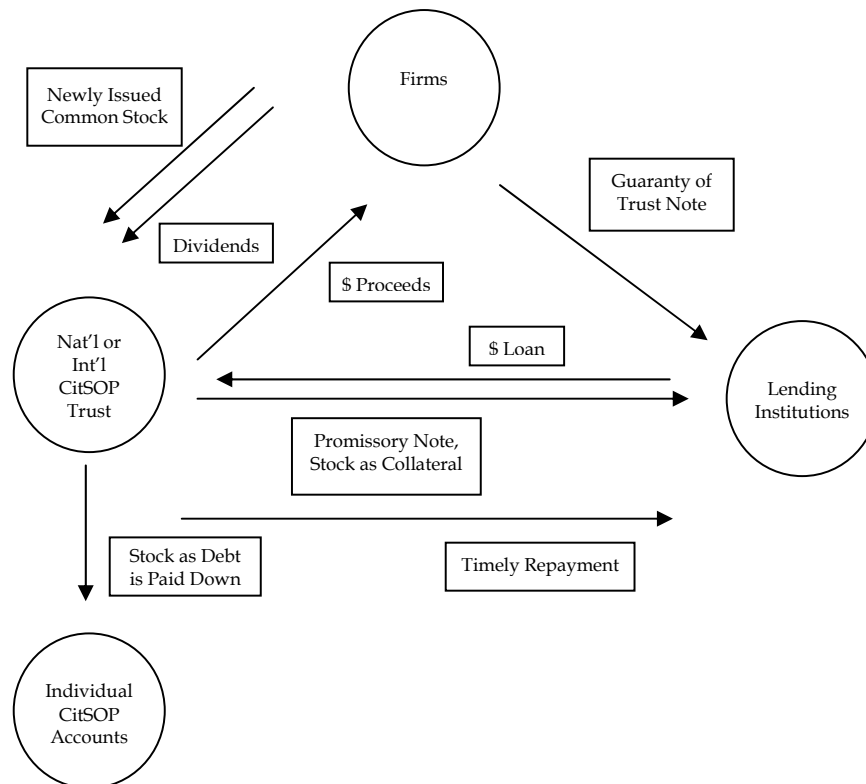 Firms
Newly Issued
Common Stock
Guaranty of
Trust Note
Dividends
$ Proceeds
$ Loan
Nat'l or
Int'l
CitSOP
Trust
Lending
Institutions
Promissory Note,
Stock as Collateral
Stock as Debt
is Paid Down
Timely Repayment
Individual
CitSOP
Accounts